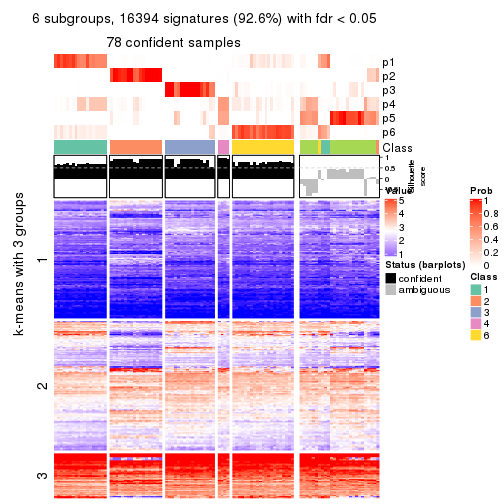 6 subgroups, 16394 signatures (92.6%) with fdr < 0.05
78 confident samples
p1
p2
p3
p4
p5
p6
Class
1
0.5
0
Silhouette
score
k-means with 3 groups
1
2
3
Value
5
4
3
2
1
Status (barplots)
confident
ambiguous
Prob
1
0.8
0.6
0.4
0.2
0
Class
1
2
3
4
6